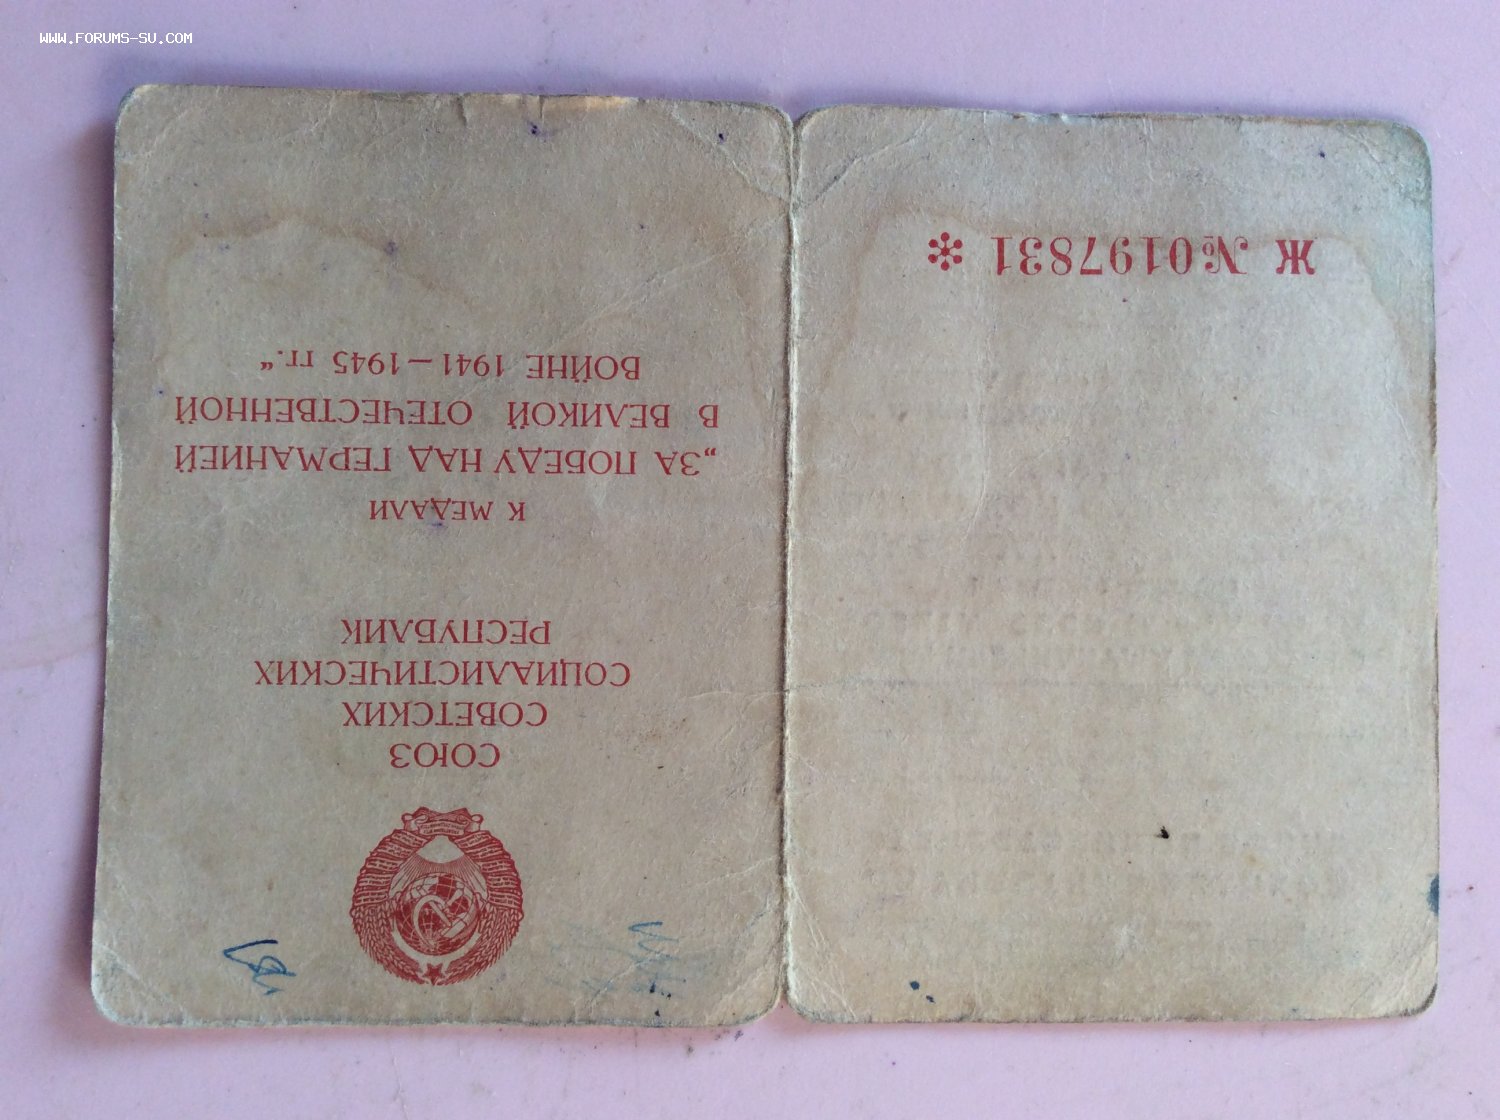 WWW.FORUMS-SU.COM
СОЮЗ
СОВЕТСКИХ
СОЦИАЛИСТИЧЕСКИХ
РЕСПУБЛИК
К МЕДАЛИ
„ЗА ПОБЕДУ НАД ГЕРМАНИЕЙ
В ВЕЛИКОЙ ОТЕЧЕСТВЕННОЙ
ВОЙНЕ 1941—1945 гг.“
Ж №0197831 *